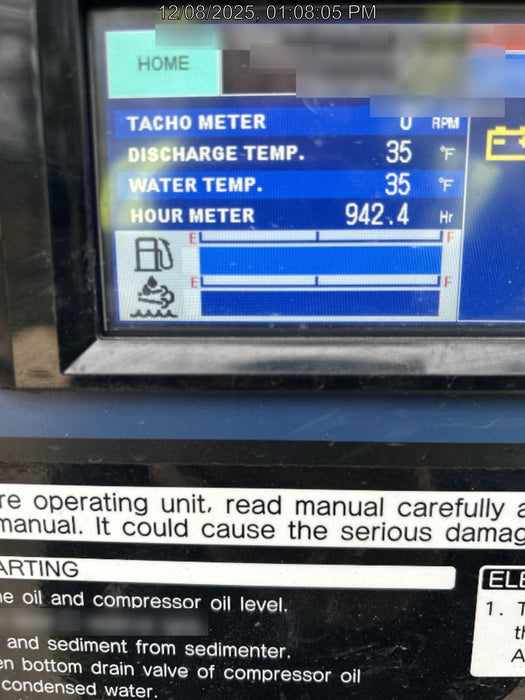 12/08/2025, 01:08:05 PM
HOME
TACHO METER 0 RPM
DISCHARGE TEMP. 35 °F
WATER TEMP. 35 °F
HOUR METER 942.4 Hr
E F
E F
re operating unit, read manual carefully a
manual. It could cause the serious damag
ARTING
ne oil and compressor oil level.
and sediment from sedimenter.
en bottom drain valve of compressor oil
condensed water.
ELE
1. T
th
A